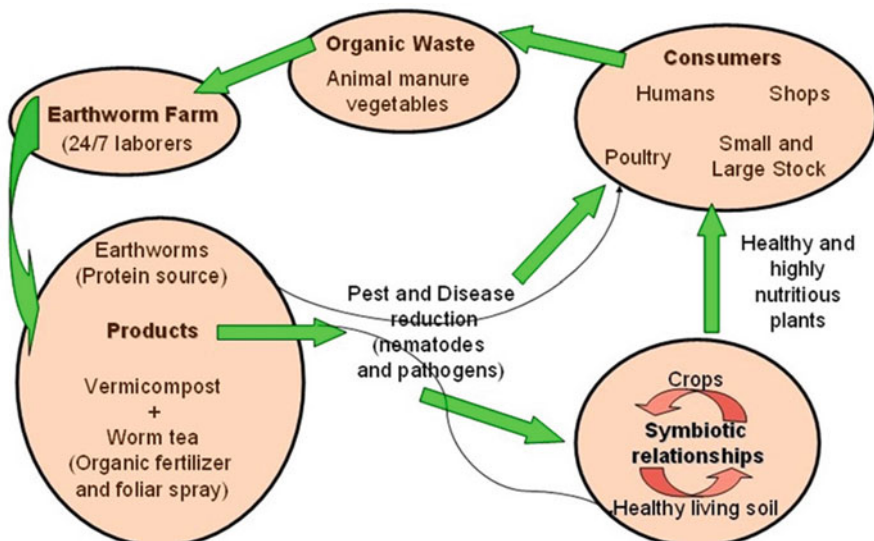 Organic Waste
Animal manure
vegetables
Consumers
Humans Shops
Poultry
Small and
Large Stock
Earthworm Farm
(24/7 laborers
Earthworms
(Protein source)
Products
Vermicompost
+
Worm tea
(Organic fertilizer
and foliar spray)
Pest and Disease
reduction
(nematodes
and pathogens)
Healthy and
highly
nutritious
plants
Crops
Symbiotic
relationships
Healthy living soil